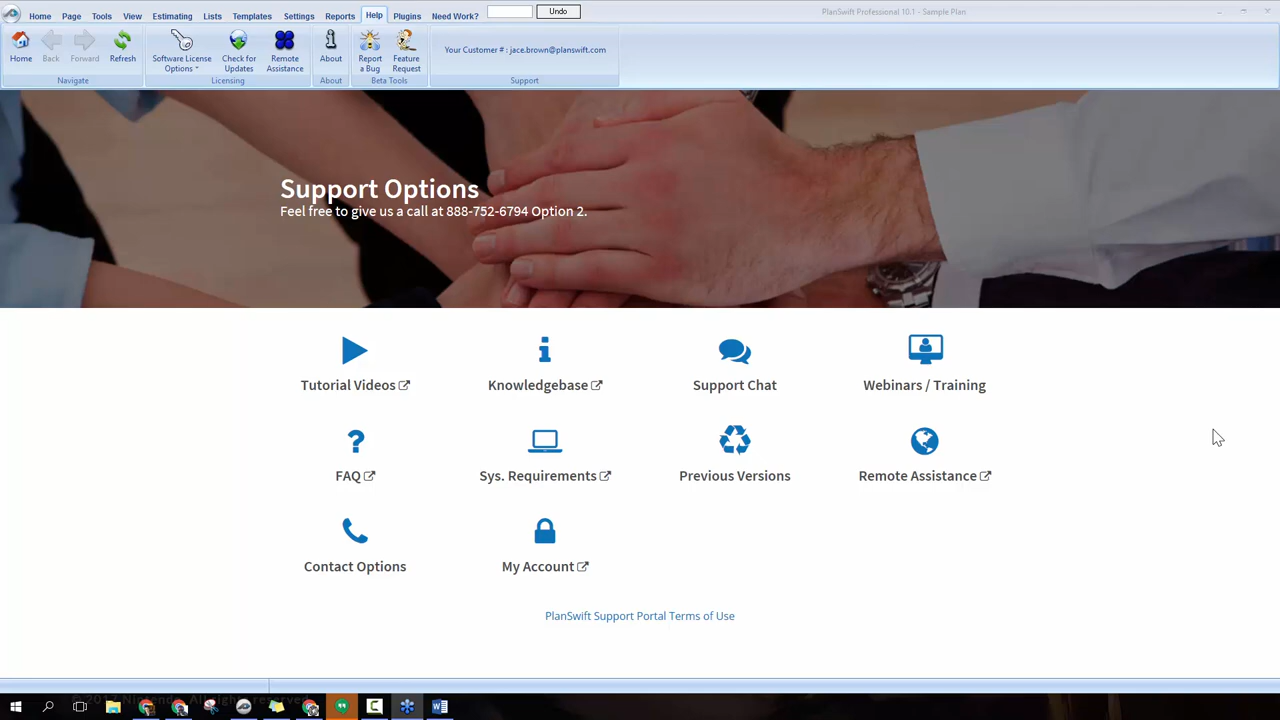 Home Page Tools View Estimating Lists Templates Settings Reports Help Plugins Need Work? Undo PlanSwift Professional 10.1 - Sample Plan
Home Back Forward Refresh Software License Options Check for Updates Remote Assistance About Report a Bug Feature Request Your Customer # : jace.brown@planswift.com
Navigate Licensing About Beta Tools Support
Support Options
Feel free to give us a call at 888-752-6794 Option 2.
Tutorial Videos Knowledgebase Support Chat Webinars / Training
FAQ Sys. Requirements Previous Versions Remote Assistance
Contact Options My Account
PlanSwift Support Portal Terms of Use